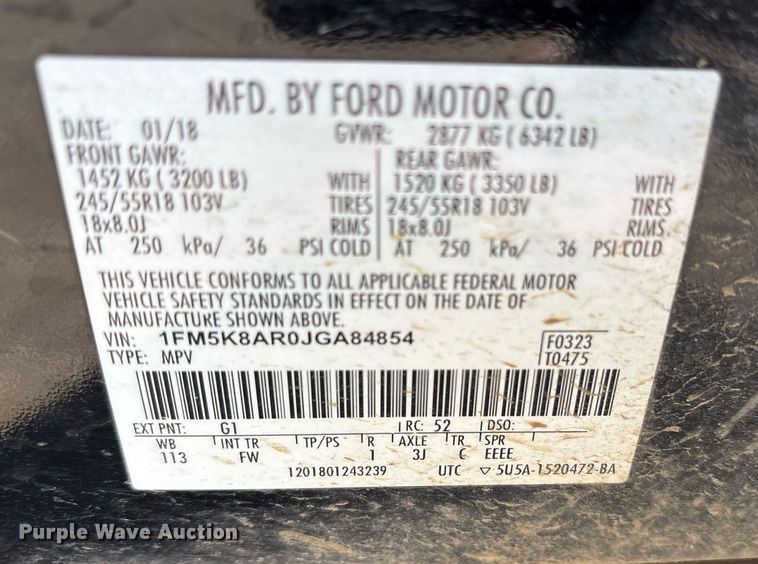 MFD. BY FORD MOTOR CO.
DATE: 01/18 GVWR: 2877 KG ( 6342 LB)
FRONT GAWR: REAR GAWR:
1452 KG ( 3200 LB) WITH 1520 KG ( 3350 LB) WITH
245/55R18 103V TIRES 245/55R18 103V TIRES
18x8.0J RIMS 18x8.0J RIMS
AT 250 kPa/ 36 PSI COLD AT 250 kPa/ 36 PSI COLD
THIS VEHICLE CONFORMS TO ALL APPLICABLE FEDERAL MOTOR
VEHICLE SAFETY STANDARDS IN EFFECT ON THE DATE OF
MANUFACTURE SHOWN ABOVE.
VIN: 1FM5K8AR0JGA84854 F0323
TYPE: MPV T0475
EXT PNT: G1 RC: 52 DSO:
WB INT TR TP/PS R AXLE TR SPR
113 FW 1 3J C EEEE
1201801243239 UTC ▽ 5U5A-1520472-BA
Purple Wave Auction